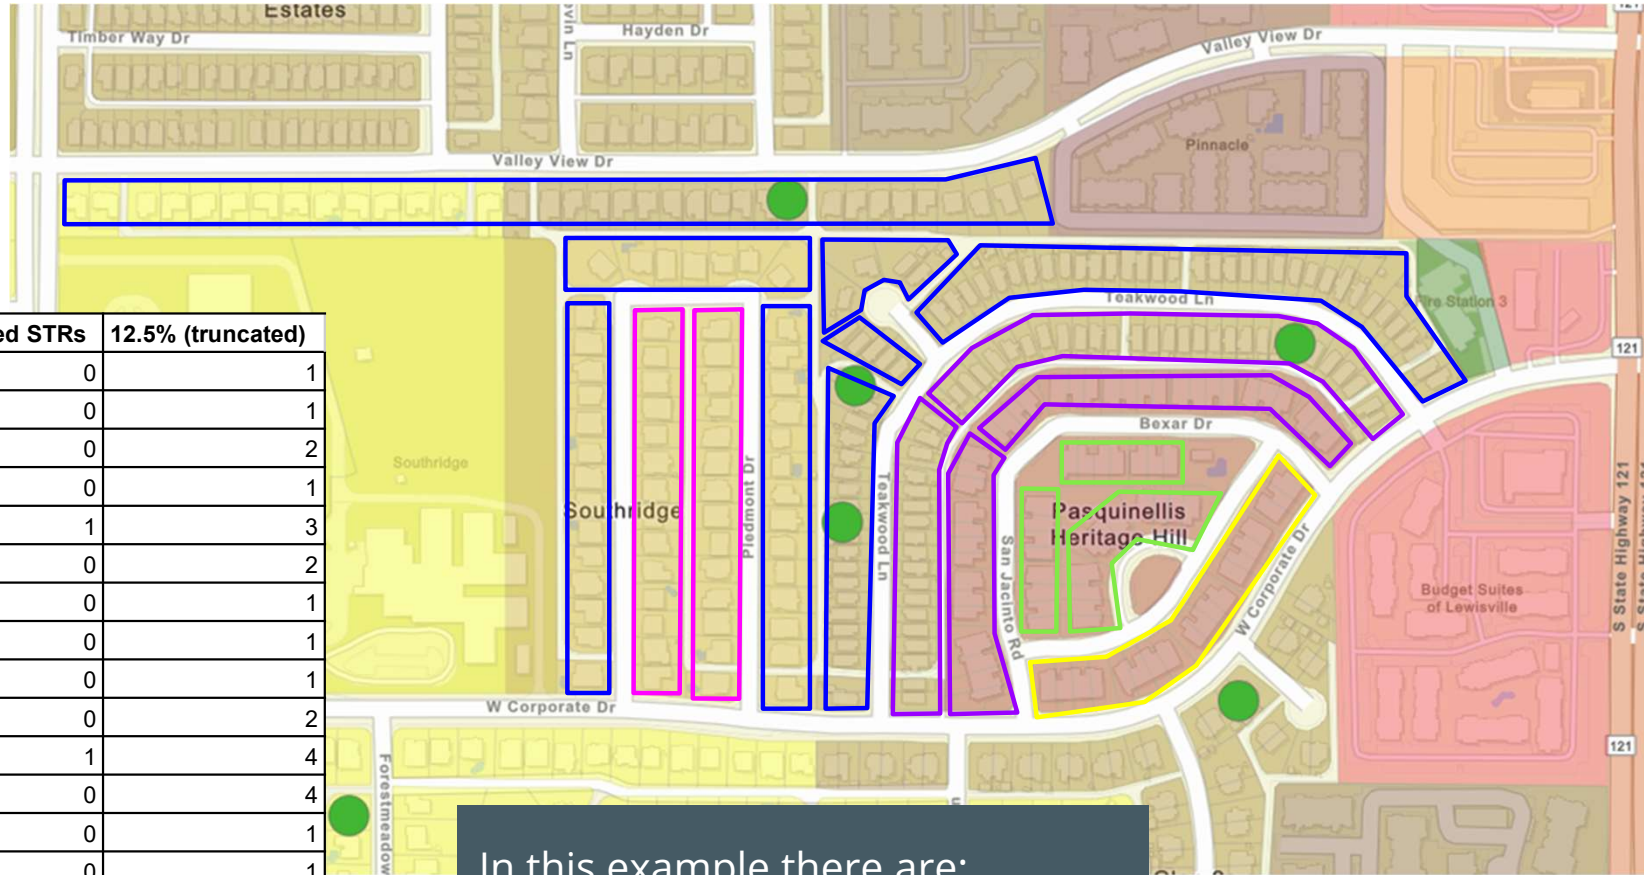 Estates
vin Ln
Hayden Dr
Timber Way Dr
Valley View Dr
121
Pinnacle
Valley View Dr
Teakwood Ln
Fire Station 3
121
ed STRs 12.5% (truncated)
0 1
0 1
0 2
0 1
1 3
0 2
0 1
0 1
0 1
0 2
1 4
0 4
0 1
0 1
Bexar Dr
Southridge
Southridge
Piedmont Dr
Teakwood Ln
San Jacinto Rd
Pasquinellis
Heritage Hill
W Corporate Dr
Budget Suites
of Lewisville
S State Highway 121
W Corporate Dr
121
Forestmeadow
In this example there are: